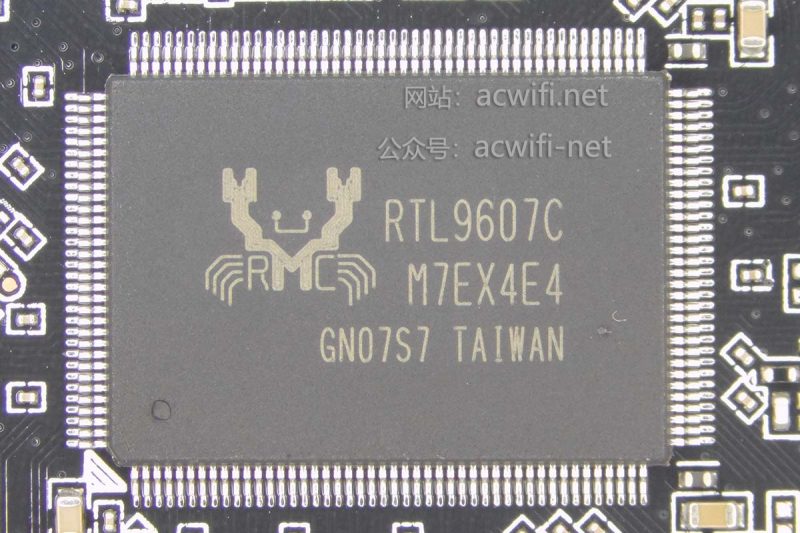 网站：acwifi.net
公众号：acwifi-net
RTL9607C
RMC
M7EX4E4
GN07S7 TAIWAN